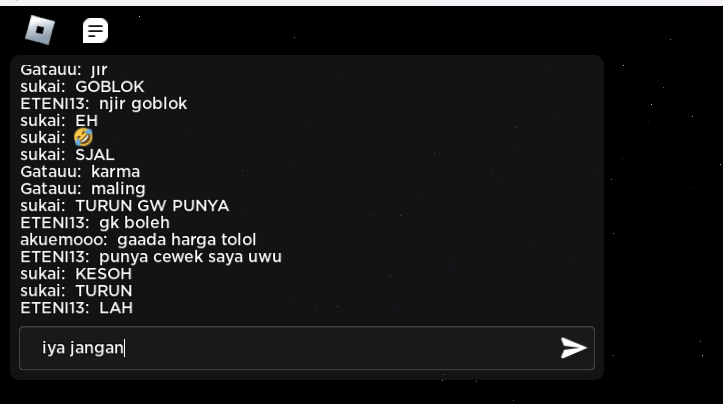 Gatauu: jir
sukai: GOBLOK
ETENI13: njir goblok
sukai: EH
sukai: 🤣
sukai: SJAL
Gatauu: karma
Gatauu: maling
sukai: TURUN GW PUNYA
ETENI13: gk boleh
akuemooo: gaada harga tolol
ETENI13: punya cewek saya uwu
sukai: KESOH
sukai: TURUN
ETENI13: LAH
iya jangan